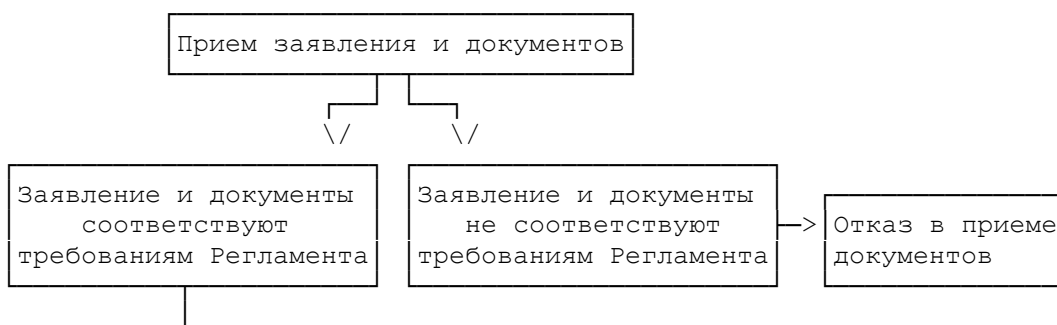 Прием заявления и документов
Заявление и документы
соответствуют
требованиям Регламента
Заявление и документы
не соответствуют
требованиям Регламента
Отказ в приеме
документов